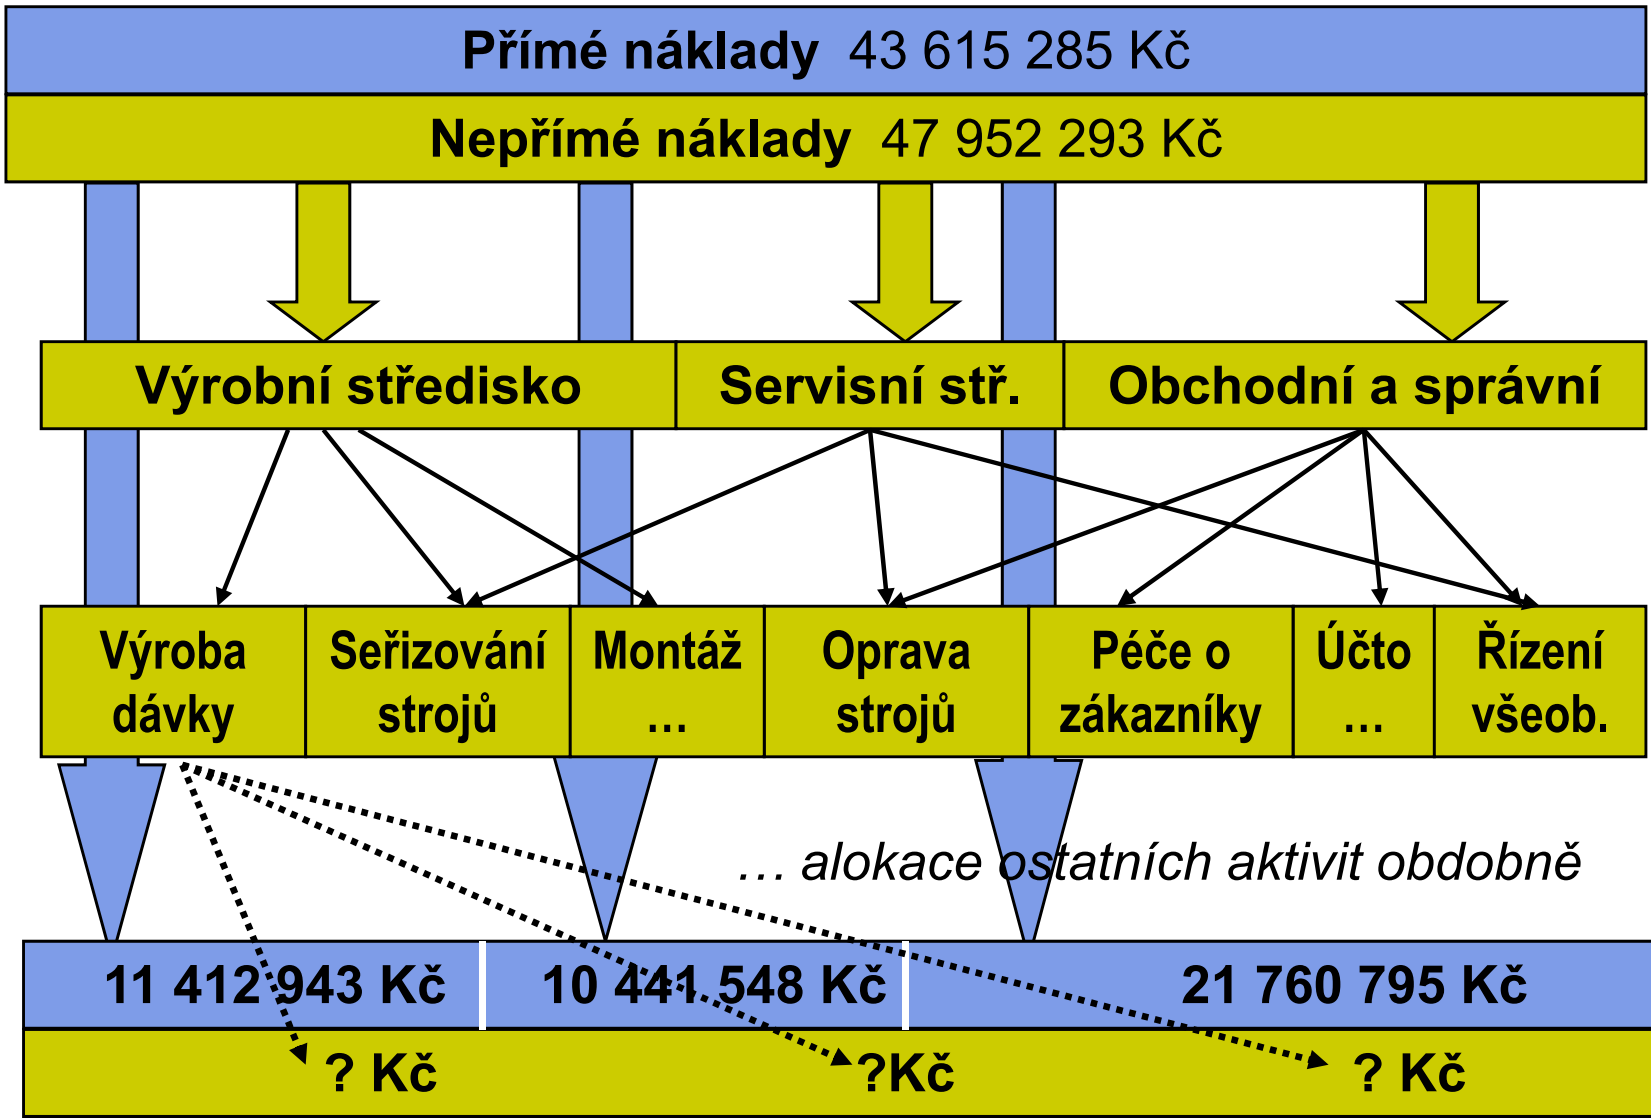 Přímé náklady 43 615 285 Kč
Nepřímé náklady 47 952 293 Kč
Výrobní středisko
Servisní stř.
Obchodní a správní
Výroba
dávky
Seřizování
strojů
Montáž
…
Oprava
strojů
Péče o
zákazníky
Účto
…
Řízení
všeob.
… alokace ostatních aktivit obdobně
11 412 943 Kč
10 441 548 Kč
21 760 795 Kč
? Kč
?Kč
? Kč